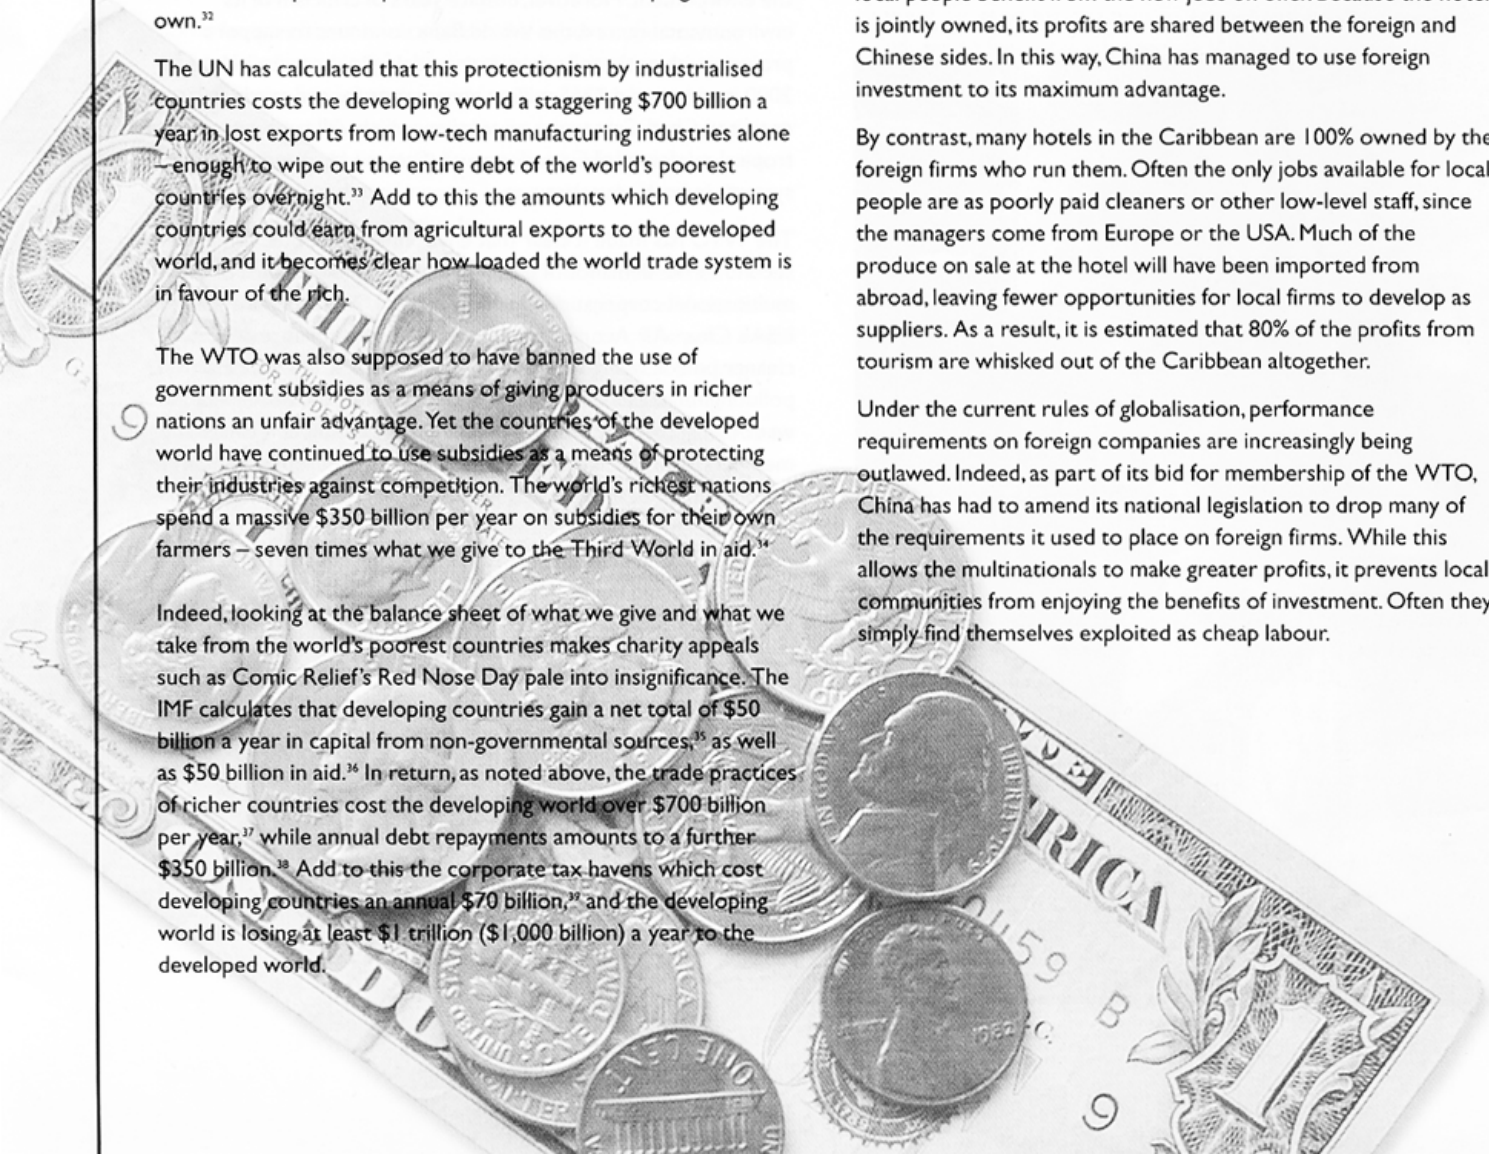 own.³²
The UN has calculated that this protectionism by industrialised
countries costs the developing world a staggering $700 billion a
year in lost exports from low-tech manufacturing industries alone
– enough to wipe out the entire debt of the world's poorest
countries overnight.³³ Add to this the amounts which developing
countries could earn from agricultural exports to the developed
world, and it becomes clear how loaded the world trade system is
in favour of the rich.
The WTO was also supposed to have banned the use of
government subsidies as a means of giving producers in richer
nations an unfair advantage. Yet the countries of the developed
world have continued to use subsidies as a means of protecting
their industries against competition. The world's richest nations
spend a massive $350 billion per year on subsidies for their own
farmers – seven times what we give to the Third World in aid.³⁴
Indeed, looking at the balance sheet of what we give and what we
take from the world's poorest countries makes charity appeals
such as Comic Relief's Red Nose Day pale into insignificance. The
IMF calculates that developing countries gain a net total of $50
billion a year in capital from non-governmental sources,³⁵ as well
as $50 billion in aid.³⁶ In return, as noted above, the trade practices
of richer countries cost the developing world over $700 billion
per year,³⁷ while annual debt repayments amounts to a further
$350 billion.³⁸ Add to this the corporate tax havens which cost
developing countries an annual $70 billion,³⁹ and the developing
world is losing at least $1 trillion ($1,000 billion) a year to the
developed world.
is jointly owned, its profits are shared between the foreign and
Chinese sides. In this way, China has managed to use foreign
investment to its maximum advantage.
By contrast, many hotels in the Caribbean are 100% owned by the
foreign firms who run them. Often the only jobs available for local
people are as poorly paid cleaners or other low-level staff, since
the managers come from Europe or the USA. Much of the
produce on sale at the hotel will have been imported from
abroad, leaving fewer opportunities for local firms to develop as
suppliers. As a result, it is estimated that 80% of the profits from
tourism are whisked out of the Caribbean altogether.
Under the current rules of globalisation, performance
requirements on foreign companies are increasingly being
outlawed. Indeed, as part of its bid for membership of the WTO,
China has had to amend its national legislation to drop many of
the requirements it used to place on foreign firms. While this
allows the multinationals to make greater profits, it prevents local
communities from enjoying the benefits of investment. Often they
simply find themselves exploited as cheap labour.
THE
9
IN GOD WE
LIBERTY
RICA
0459 B
1982
ONE CENT
UNITED STATES
ONE DIME
DO
1
1
9